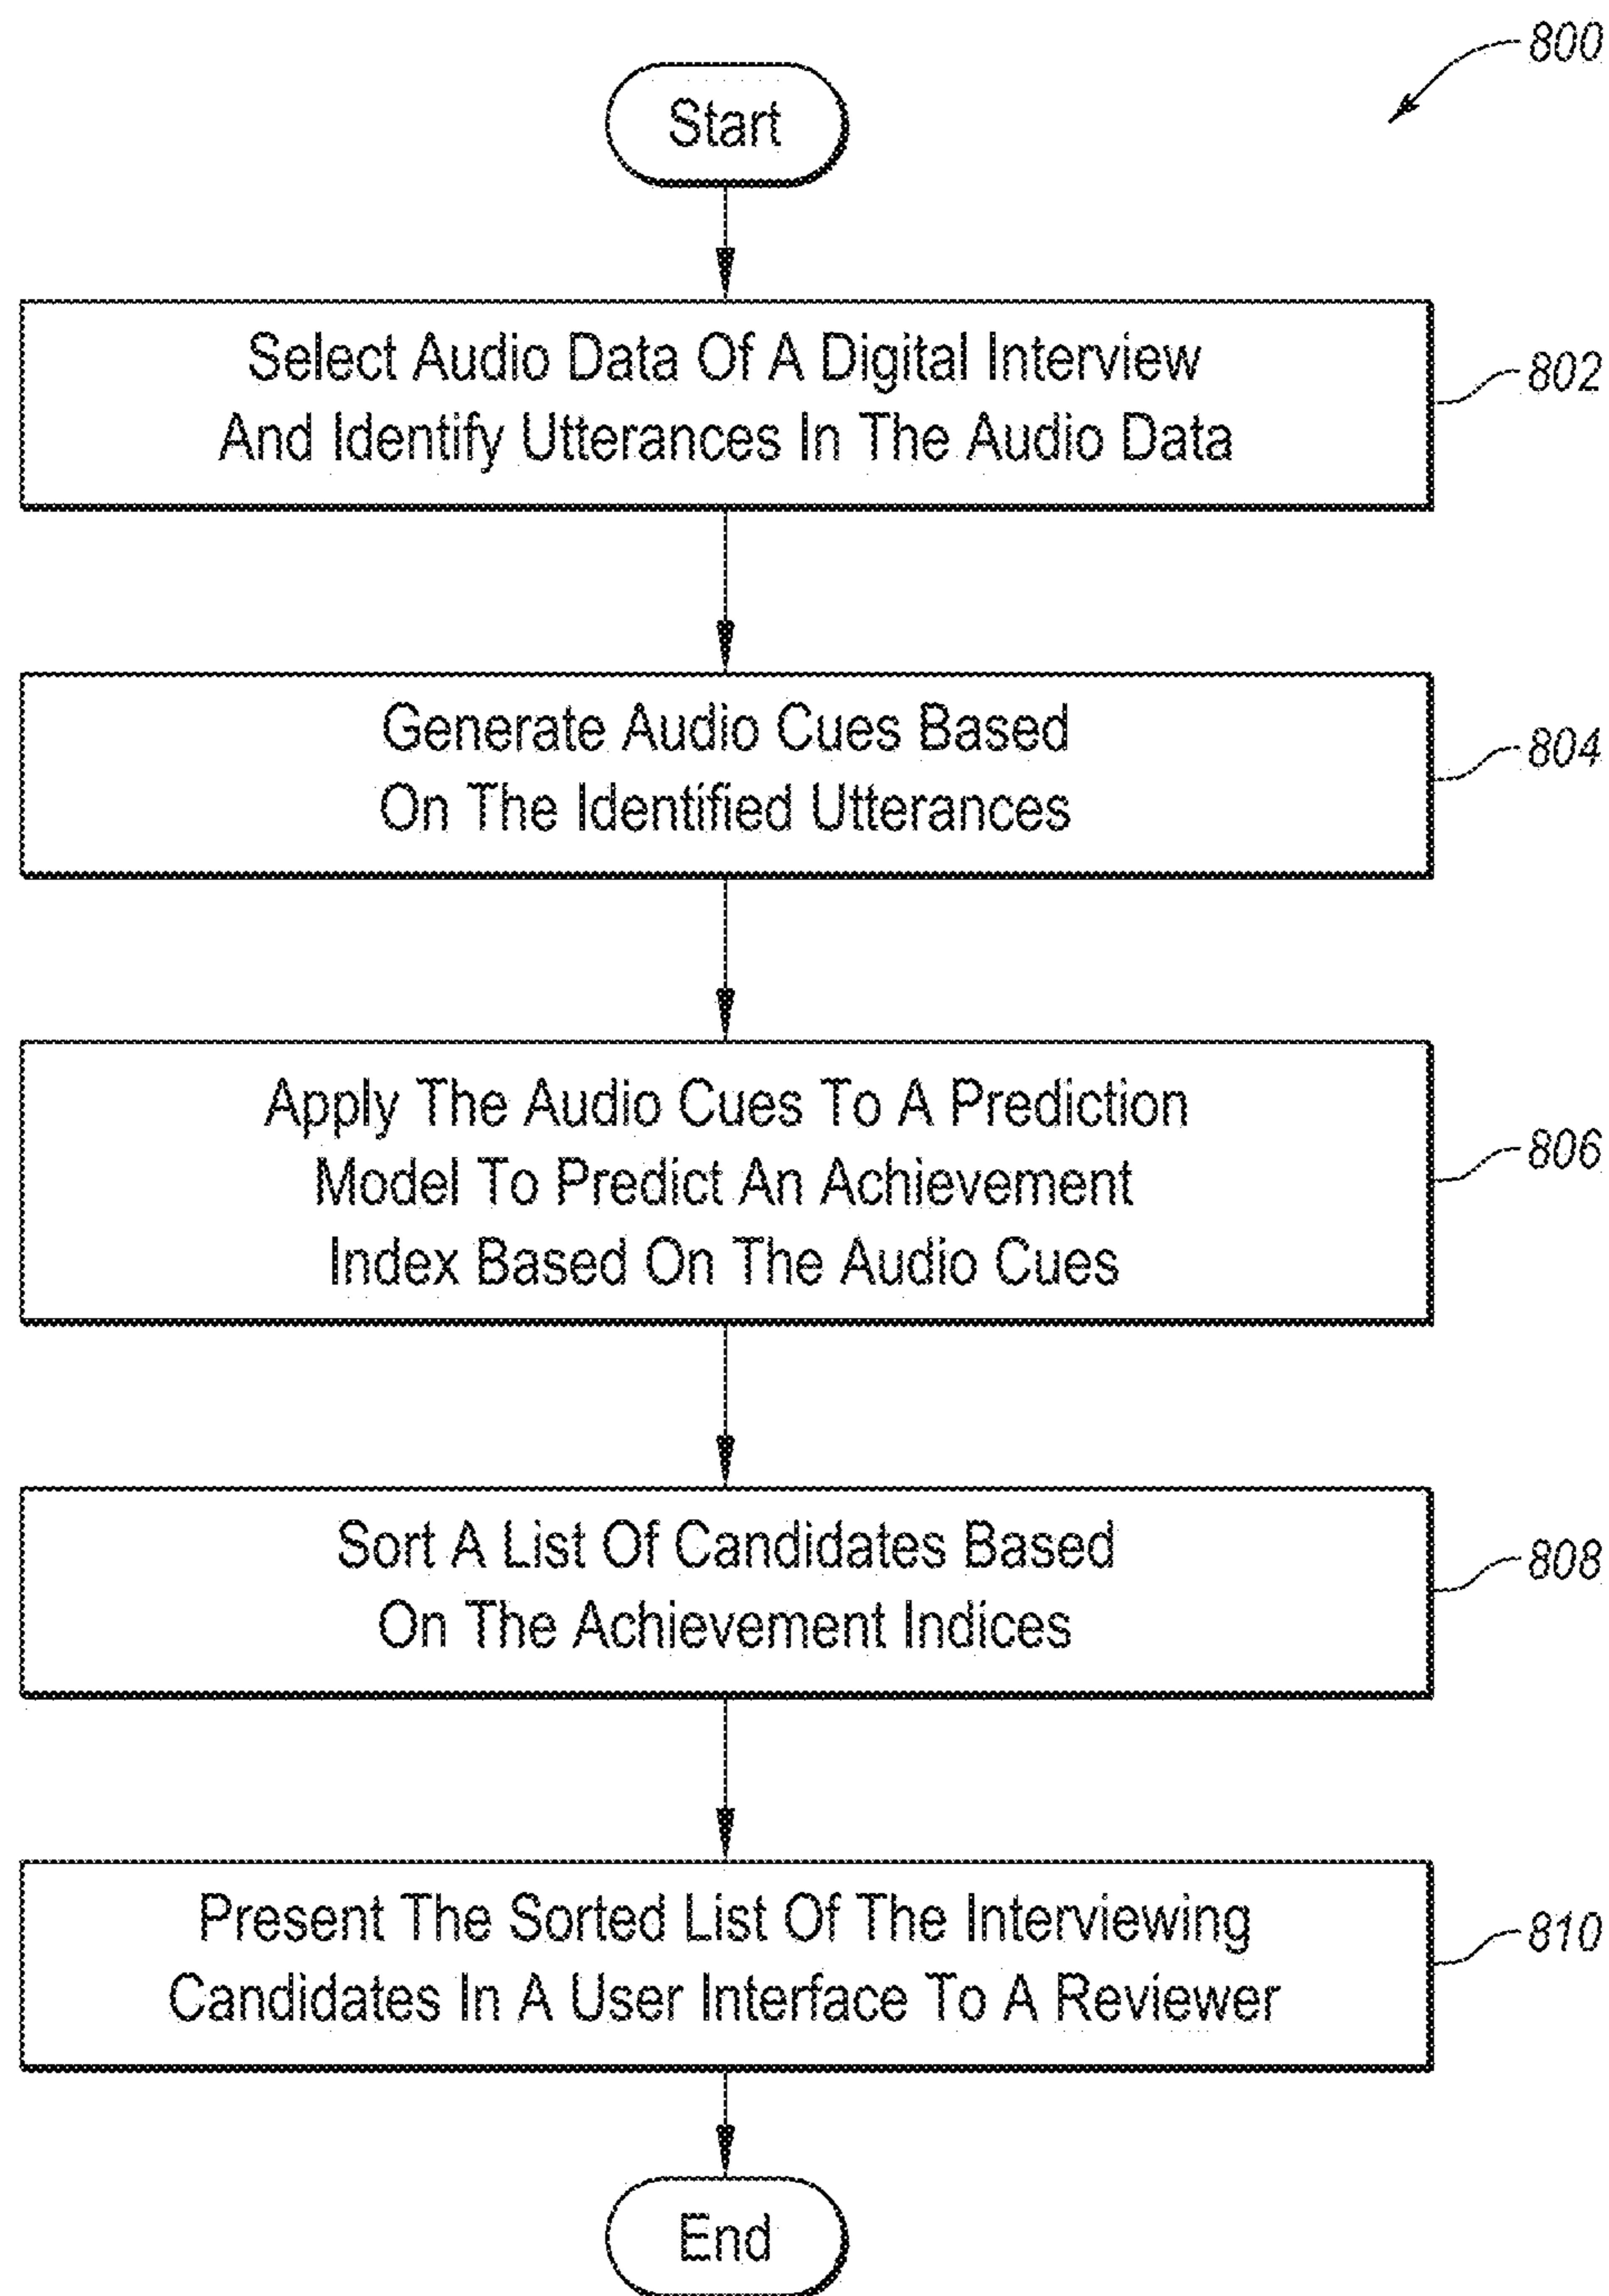 800
Start
Select Audio Data Of A Digital Interview
And Identify Utterances In The Audio Data
802
Generate Audio Cues Based
On The Identified Utterances
804
Apply The Audio Cues To A Prediction
Model To Predict An Achievement
Index Based On The Audio Cues
806
Sort A List Of Candidates Based
On The Achievement Indices
808
Present The Sorted List Of The Interviewing
Candidates In A User Interface To A Reviewer
810
End